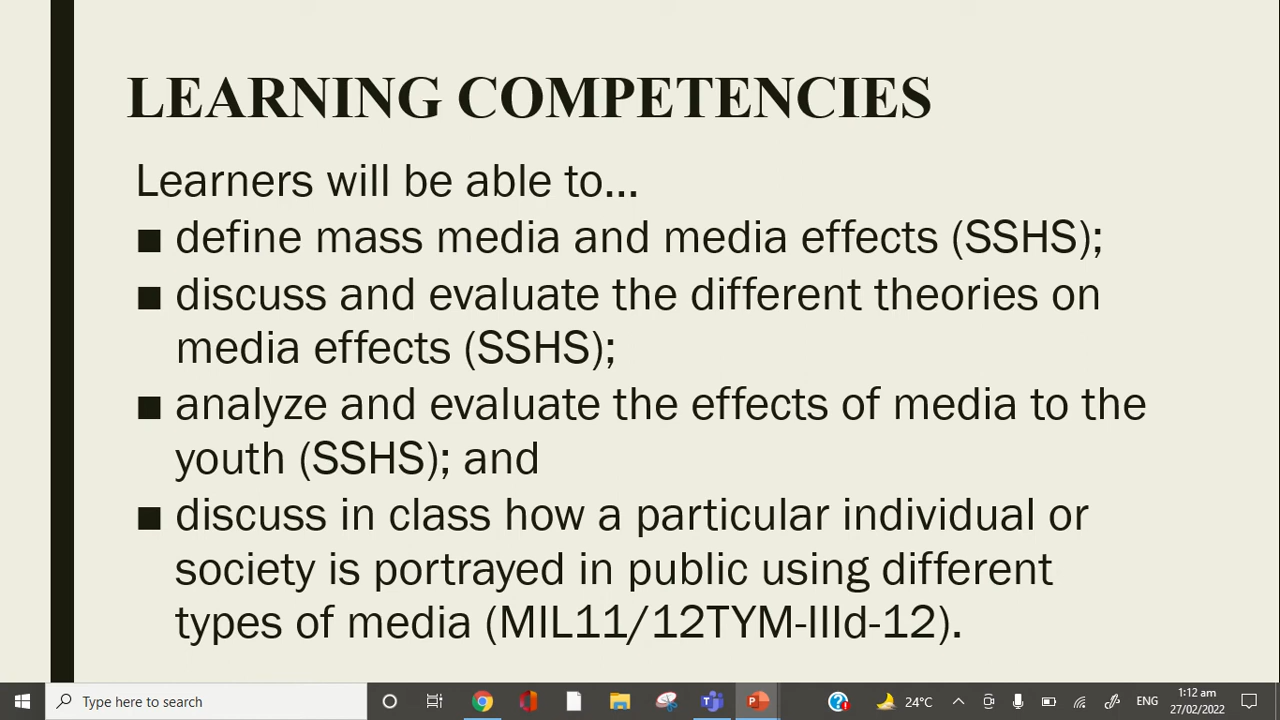 LEARNING COMPETENCIES
Learners will be able to...
■ define mass media and media effects (SSHS);
■ discuss and evaluate the different theories on
media effects (SSHS);
■ analyze and evaluate the effects of media to the
youth (SSHS); and
■ discuss in class how a particular individual or
society is portrayed in public using different
types of media (MIL11/12TYM-IIId-12).
Type here to search
24°C
ENG
1:12 am
27/02/2022